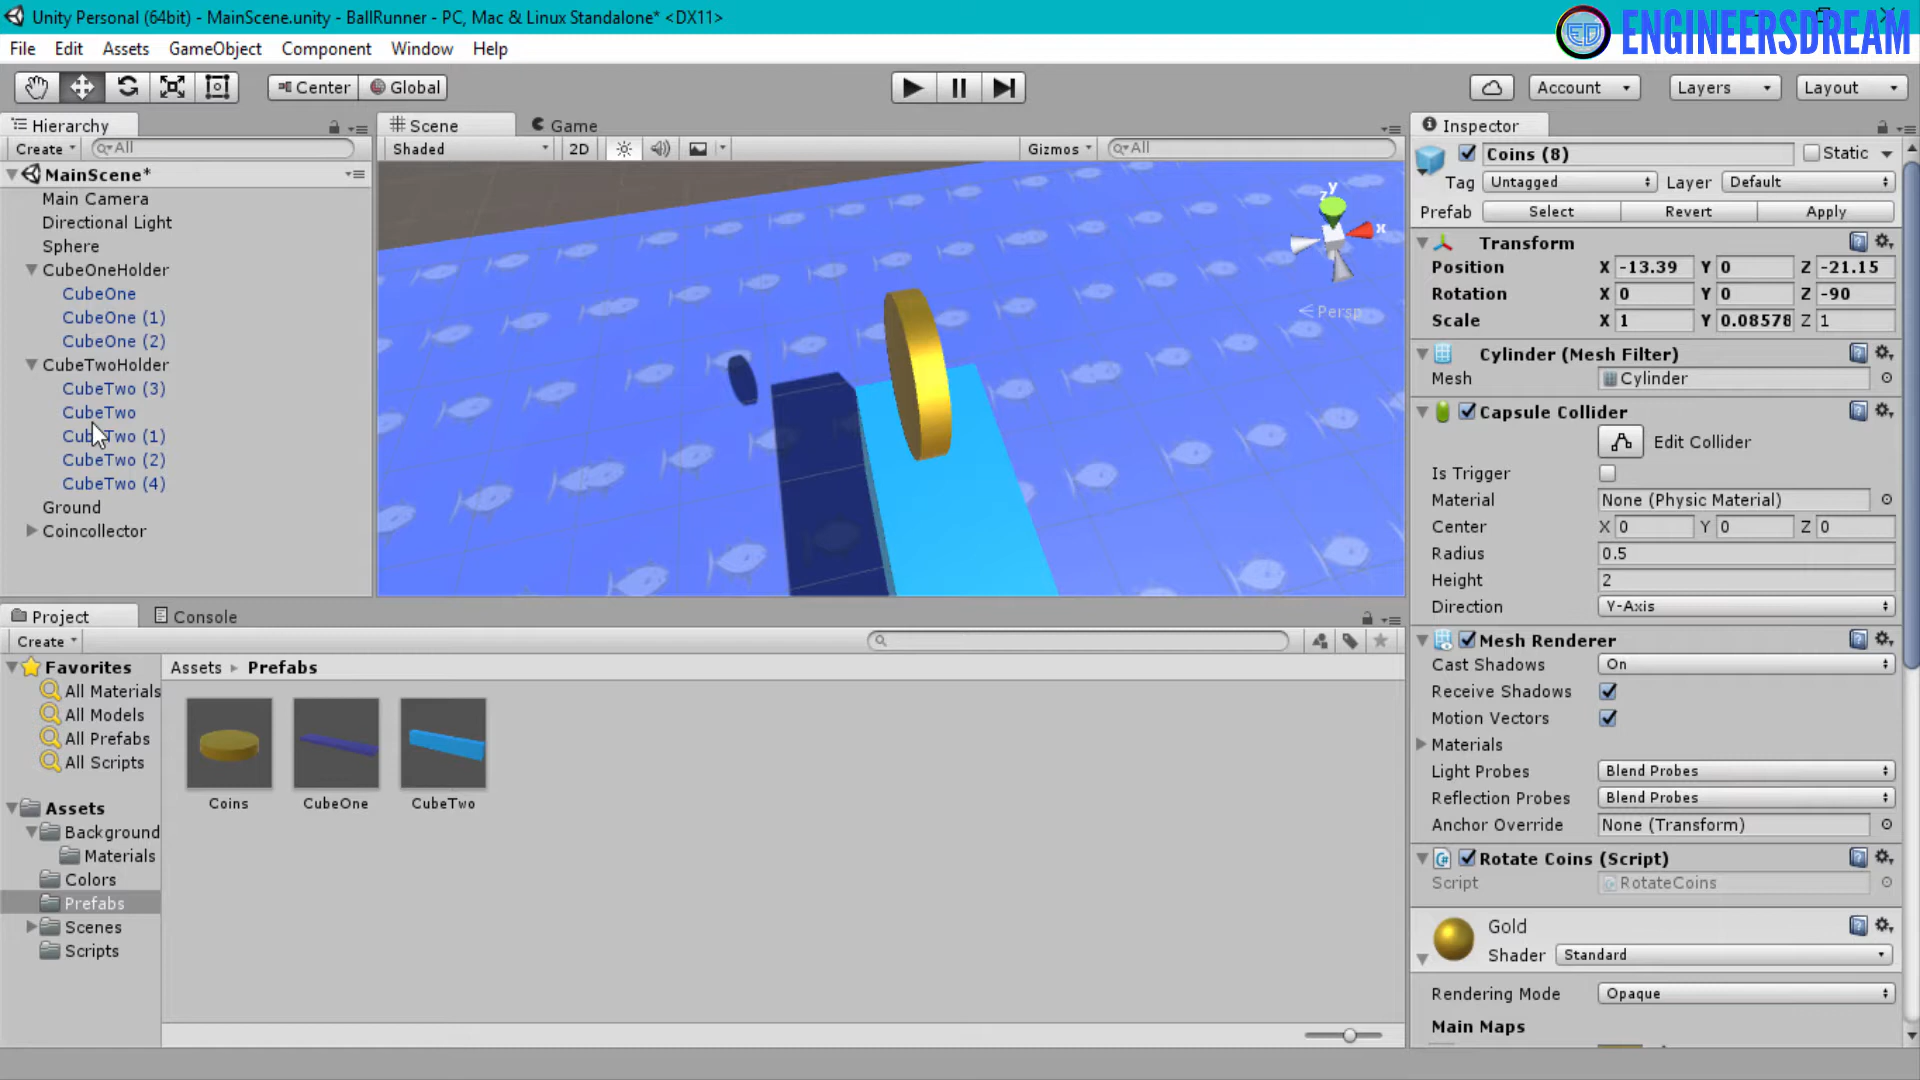 Unity Personal (64bit) - MainScene.unity - BallRunner - PC, Mac & Linux Standalone* <DX11>
ED ENGINEERSDREAM
File Edit Assets GameObject Component Window Help
Center Global Account Layers Layout
Hierarchy
Create All
MainScene*
Main Camera
Directional Light
Sphere
CubeOneHolder
CubeOne
CubeOne (1)
CubeOne (2)
CubeTwoHolder
CubeTwo (3)
CubeTwo
CubeTwo (1)
CubeTwo (2)
CubeTwo (4)
Ground
Coincollector
Scene Game
Shaded 2D Gizmos All
y
z
x
Persp
Inspector
Coins (8) Static
Tag Untagged Layer Default
Prefab Select Revert Apply
Transform
Position X -13.39 Y 0 Z -21.15
Rotation X 0 Y 0 Z -90
Scale X 1 Y 0.08578 Z 1
Cylinder (Mesh Filter)
Mesh Cylinder
Capsule Collider
Edit Collider
Is Trigger
Material None (Physic Material)
Center X 0 Y 0 Z 0
Radius 0.5
Height 2
Direction Y-Axis
Mesh Renderer
Cast Shadows On
Receive Shadows
Motion Vectors
Materials
Light Probes Blend Probes
Reflection Probes Blend Probes
Anchor Override None (Transform)
Rotate Coins (Script)
Script RotateCoins
Gold
Shader Standard
Rendering Mode Opaque
Main Maps
Project Console
Create
Favorites
All Materials
All Models
All Prefabs
All Scripts
Assets
Background
Materials
Colors
Prefabs
Scenes
Scripts
Assets Prefabs
Coins CubeOne CubeTwo